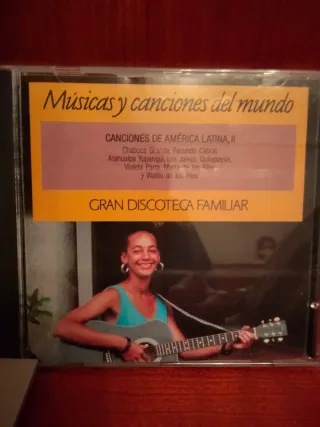 Músicas y canciones del mundo
CANCIONES DE AMÉRICA LATINA, II
Chabuca Granda, Facundo Cabral,
Atahualpa Yupanqui, Los Jaivas, Quilapayún,
Violeta Parra, María de los Ríos
y Waldo de los Ríos
GRAN DISCOTECA FAMILIAR